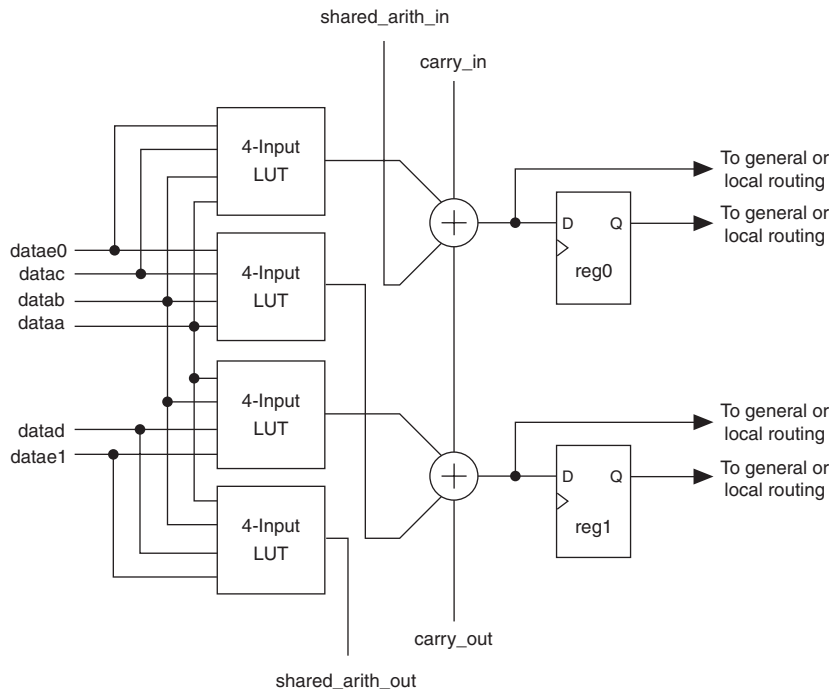 shared_arith_in
carry_in
4-Input
LUT
To general or
local routing
D Q
To general or
local routing
reg0
datae0
datac
datab
dataa
4-Input
LUT
4-Input
LUT
To general or
local routing
datad
datae1
D Q
To general or
local routing
reg1
4-Input
LUT
carry_out
shared_arith_out